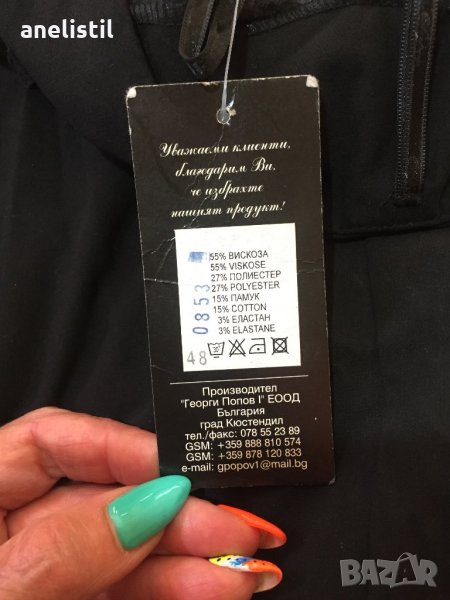 anelistil
Уважаеми клиенти,
благодарим Ви,
че избрахте
нашият продукт!
55% ВИСКОЗА
55% VISKOSE
27% ПОЛИЕСТЕР
27% POLYESTER
15% ПАМУК
15% COTTON
3% ЕЛАСТАН
3% ELASTANE
0853
48
30
Производител
"Георги Попов I" ЕООД
България
град Кюстендил
тел./факс: 078 55 23 89
GSM: +359 888 810 574
GSM: +359 878 120 833
e-mail: gpopov1@mail.bg
BAZAR